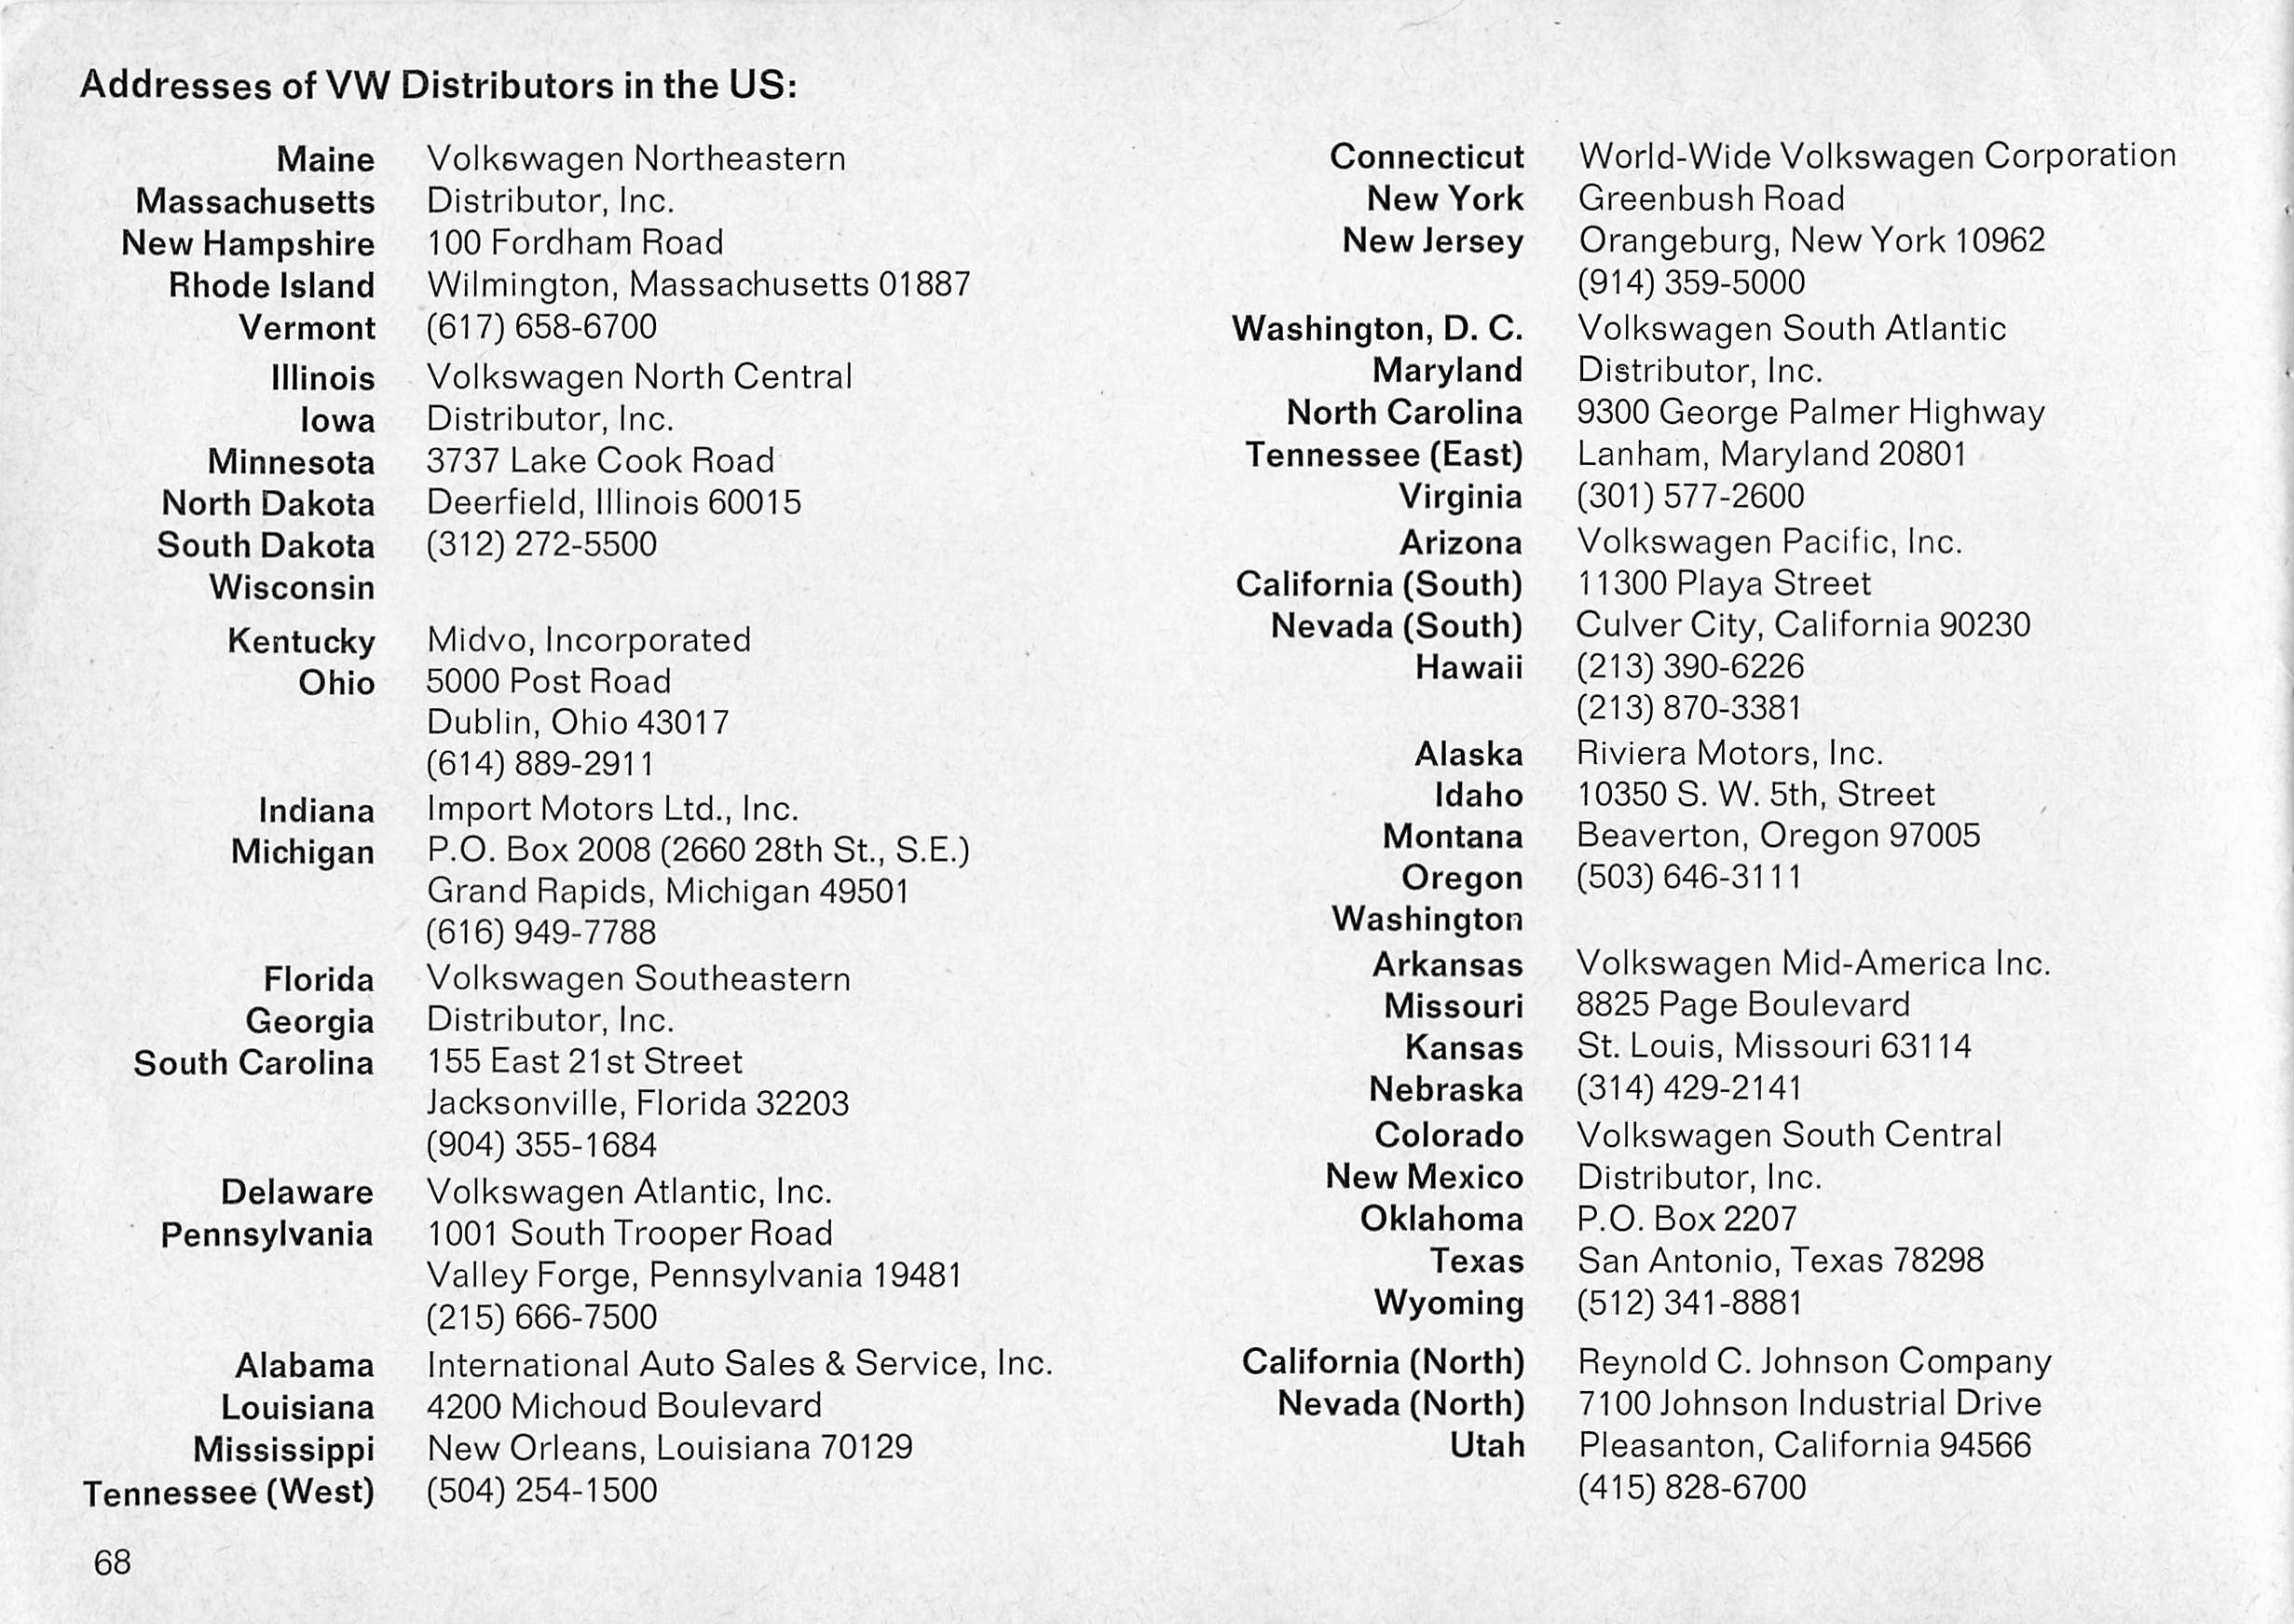 Addresses of VW Distributors in the US:
Maine Volkswagen Northeastern
Massachusetts Distributor, Inc.
New Hampshire 100 Fordham Road
Rhode Island Wilmington, Massachusetts 01887
Vermont (617) 658-6700
Illinois Volkswagen North Central
Iowa Distributor, Inc.
Minnesota 3737 Lake Cook Road
North Dakota Deerfield, Illinois 60015
South Dakota (312) 272-5500
Wisconsin
Kentucky Midvo, Incorporated
Ohio 5000 Post Road
Dublin, Ohio 43017
(614) 889-2911
Indiana Import Motors Ltd., Inc.
Michigan P.O. Box 2008 (2660 28th St., S.E.)
Grand Rapids, Michigan 49501
(616) 949-7788
Florida Volkswagen Southeastern
Georgia Distributor, Inc.
South Carolina 155 East 21st Street
Jacksonville, Florida 32203
(904) 355-1684
Delaware Volkswagen Atlantic, Inc.
Pennsylvania 1001 South Trooper Road
Valley Forge, Pennsylvania 19481
(215) 666-7500
Alabama International Auto Sales & Service, Inc.
Louisiana 4200 Michoud Boulevard
Mississippi New Orleans, Louisiana 70129
Tennessee (West) (504) 254-1500
Connecticut World-Wide Volkswagen Corporation
New York Greenbush Road
New Jersey Orangeburg, New York 10962
(914) 359-5000
Washington, D. C. Volkswagen South Atlantic
Maryland Distributor, Inc.
North Carolina 9300 George Palmer Highway
Tennessee (East) Lanham, Maryland 20801
Virginia (301) 577-2600
Arizona Volkswagen Pacific, Inc.
California (South) 11300 Playa Street
Nevada (South) Culver City, California 90230
Hawaii (213) 390-6226
(213) 870-3381
Alaska Riviera Motors, Inc.
Idaho 10350 S. W. 5th, Street
Montana Beaverton, Oregon 97005
Oregon (503) 646-3111
Washington
Arkansas Volkswagen Mid-America Inc.
Missouri 8825 Page Boulevard
Kansas St. Louis, Missouri 63114
Nebraska (314) 429-2141
Colorado Volkswagen South Central
New Mexico Distributor, Inc.
Oklahoma P.O. Box 2207
Texas San Antonio, Texas 78298
Wyoming (512) 341-8881
California (North) Reynold C. Johnson Company
Nevada (North) 7100 Johnson Industrial Drive
Utah Pleasanton, California 94566
(415) 828-6700
68